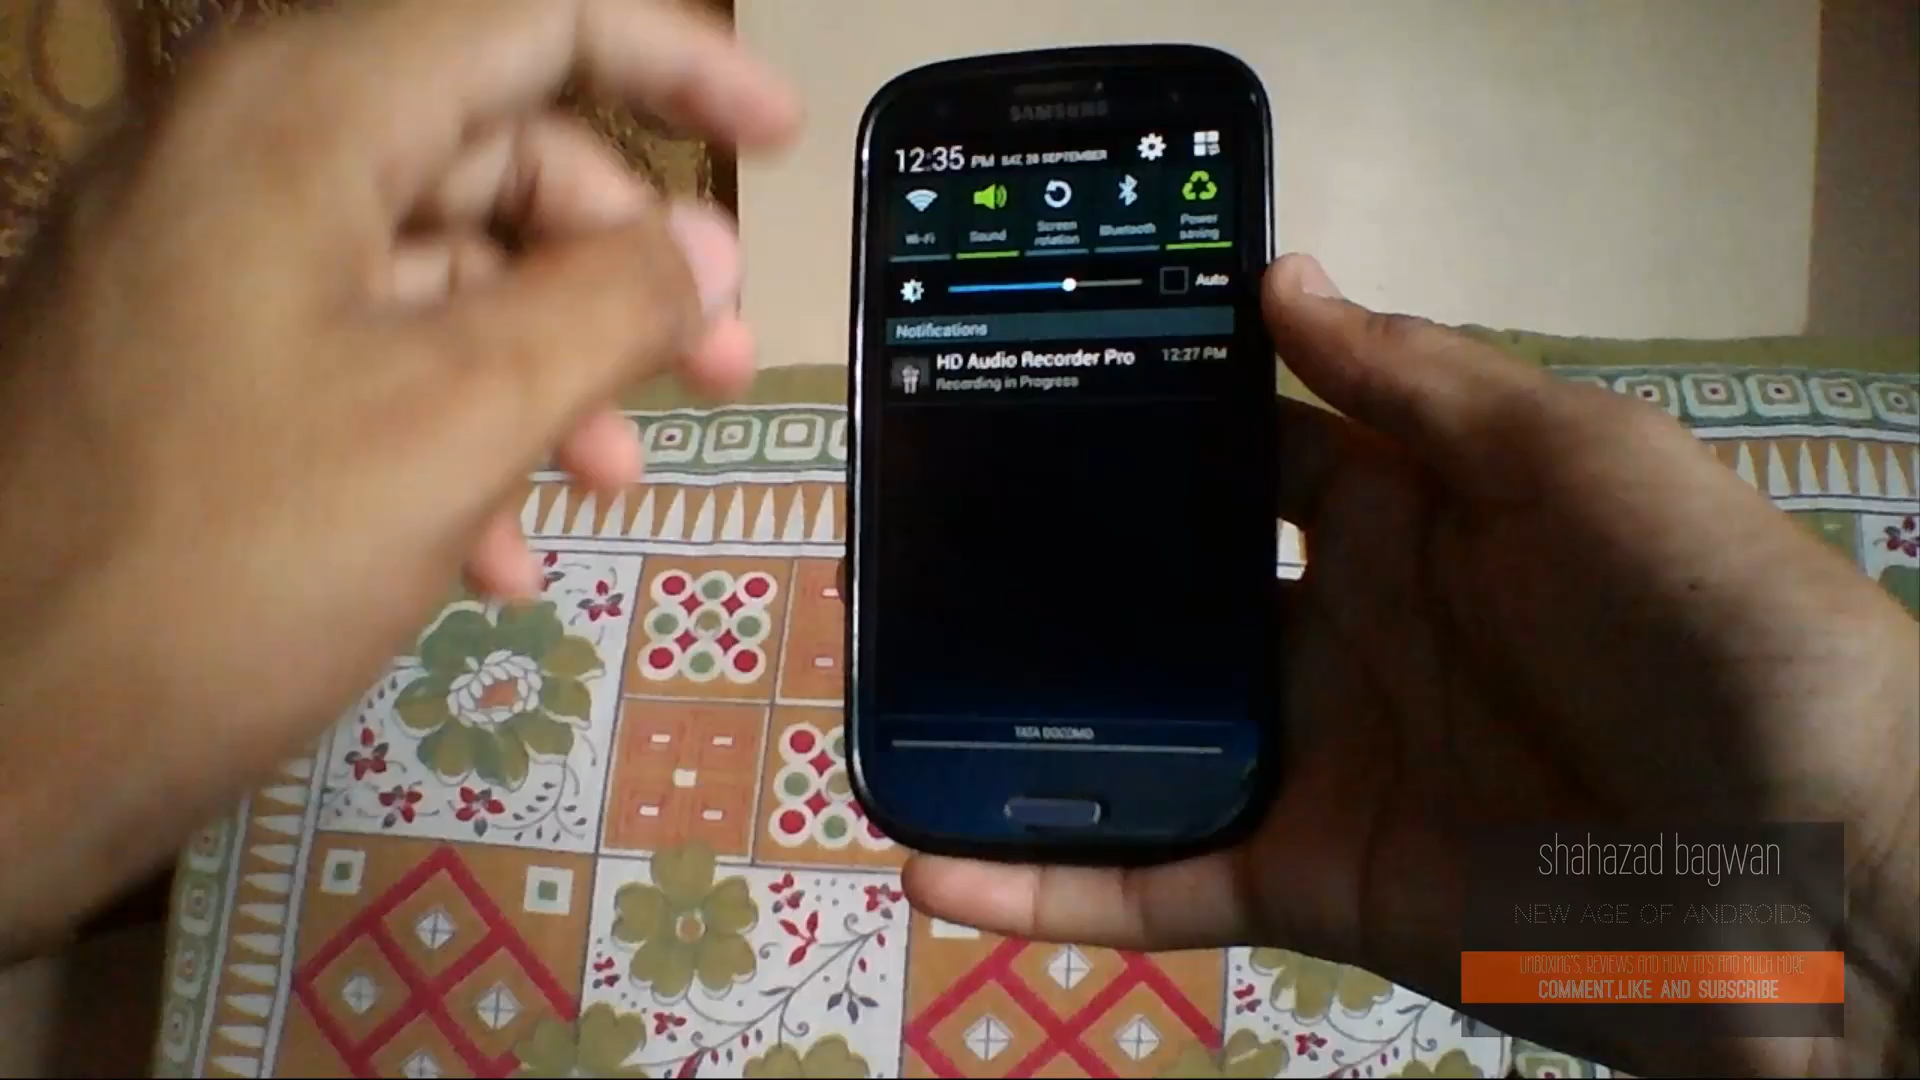 SAMSUNG
12:35 PM SAT, 28 SEPTEMBER
Wi-Fi
Sound
Screen rotation
Bluetooth
Power saving
Auto
Notifications
HD Audio Recorder Pro 12:27 PM
Recording in Progress
TATA DOCOMO
shahazad bagwan
NEW AGE OF ANDROIDS
UNBOXING'S, REVIEWS AND HOW TO'S AND MUCH MORE
COMMENT,LIKE AND SUBSCRIBE